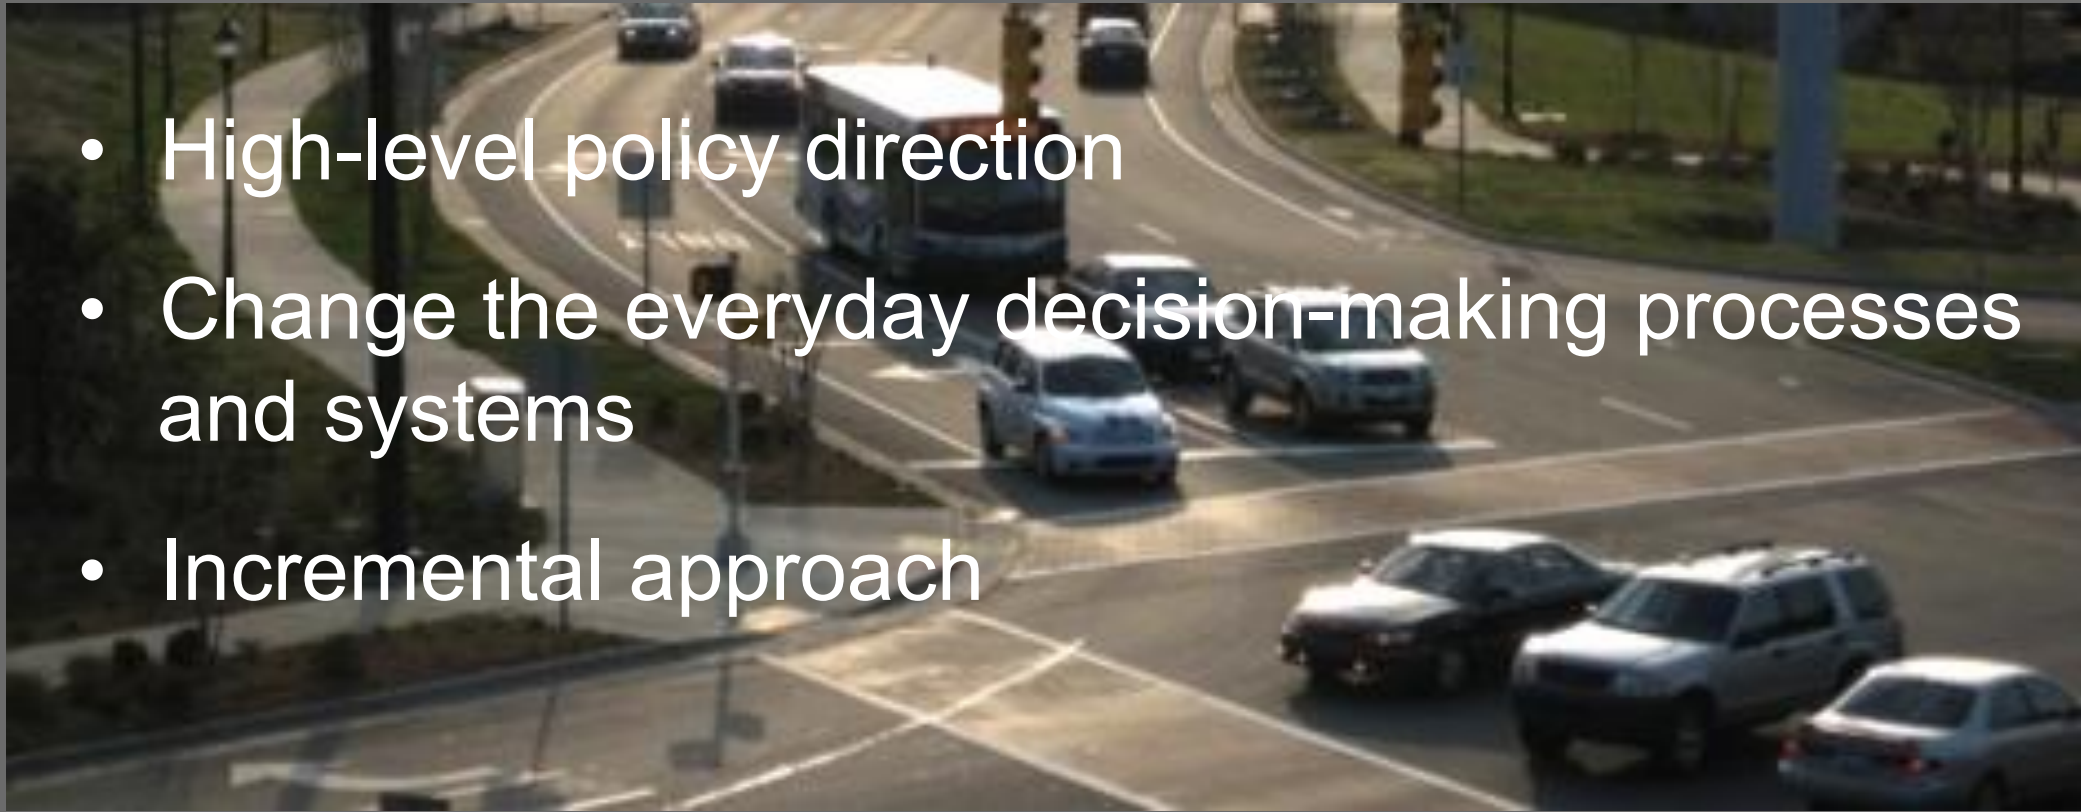 • High-level policy direction
• Change the everyday decision-making processes
and systems
• Incremental approach